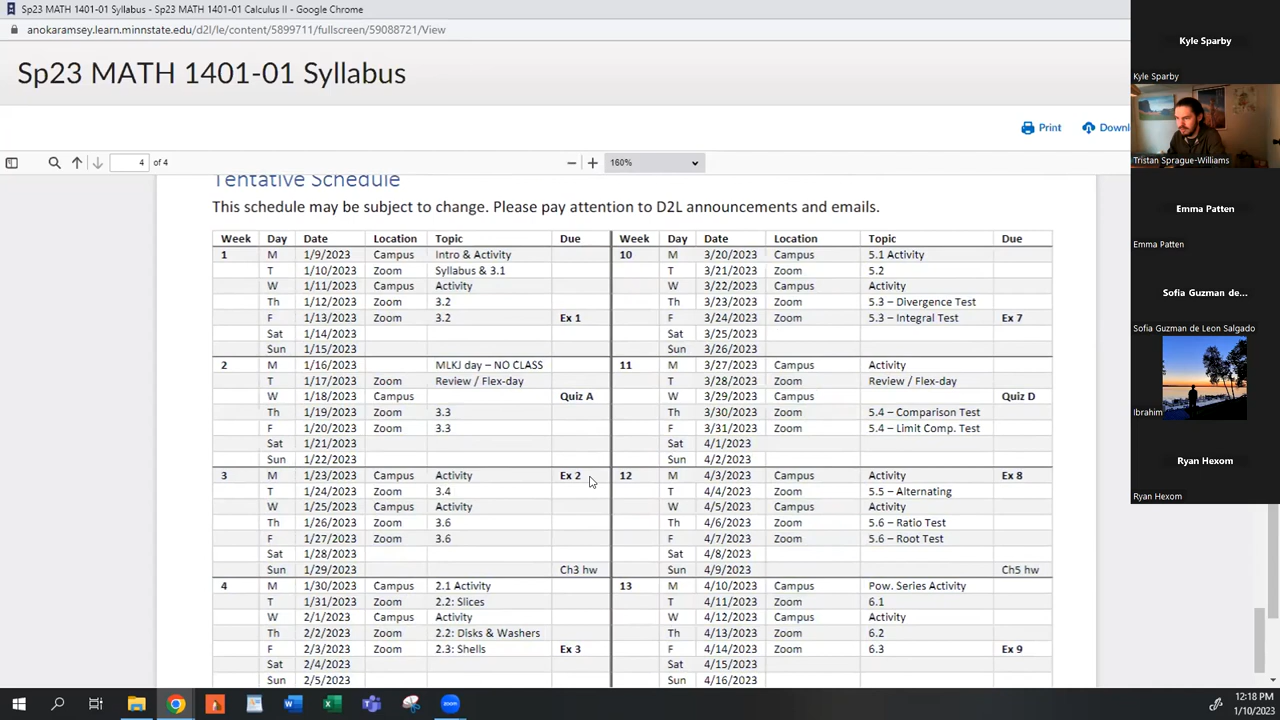 Sp23 MATH 1401-01 Syllabus - Sp23 MATH 1401-01 Calculus II - Google Chrome
anokaramsey.learn.minnstate.edu/d2l/le/content/5899711/fullscreen/59088721/View
Sp23 MATH 1401-01 Syllabus
Print Downl
4 of 4 160%
Tentative Schedule
This schedule may be subject to change. Please pay attention to D2L announcements and emails.
Week Day Date Location Topic Due Week Day Date Location Topic Due
1 M 1/9/2023 Campus Intro & Activity 10 M 3/20/2023 Campus 5.1 Activity
T 1/10/2023 Zoom Syllabus & 3.1 T 3/21/2023 Zoom 5.2
W 1/11/2023 Campus Activity W 3/22/2023 Campus Activity
Th 1/12/2023 Zoom 3.2 Th 3/23/2023 Zoom 5.3 – Divergence Test
F 1/13/2023 Zoom 3.2 Ex 1 F 3/24/2023 Zoom 5.3 – Integral Test Ex 7
Sat 1/14/2023 Sat 3/25/2023
Sun 1/15/2023 Sun 3/26/2023
2 M 1/16/2023 MLKJ day – NO CLASS 11 M 3/27/2023 Campus Activity
T 1/17/2023 Zoom Review / Flex-day T 3/28/2023 Zoom Review / Flex-day
W 1/18/2023 Campus Quiz A W 3/29/2023 Campus Quiz D
Th 1/19/2023 Zoom 3.3 Th 3/30/2023 Zoom 5.4 – Comparison Test
F 1/20/2023 Zoom 3.3 F 3/31/2023 Zoom 5.4 – Limit Comp. Test
Sat 1/21/2023 Sat 4/1/2023
Sun 1/22/2023 Sun 4/2/2023
3 M 1/23/2023 Campus Activity Ex 2 12 M 4/3/2023 Campus Activity Ex 8
T 1/24/2023 Zoom 3.4 T 4/4/2023 Zoom 5.5 – Alternating
W 1/25/2023 Campus Activity W 4/5/2023 Campus Activity
Th 1/26/2023 Zoom 3.6 Th 4/6/2023 Zoom 5.6 – Ratio Test
F 1/27/2023 Zoom 3.6 F 4/7/2023 Zoom 5.6 – Root Test
Sat 1/28/2023 Sat 4/8/2023
Sun 1/29/2023 Ch3 hw Sun 4/9/2023 Ch5 hw
4 M 1/30/2023 Campus 2.1 Activity 13 M 4/10/2023 Campus Pow. Series Activity
T 1/31/2023 Zoom 2.2: Slices T 4/11/2023 Zoom 6.1
W 2/1/2023 Campus Activity W 4/12/2023 Campus Activity
Th 2/2/2023 Zoom 2.2: Disks & Washers Th 4/13/2023 Zoom 6.2
F 2/3/2023 Zoom 2.3: Shells Ex 3 F 4/14/2023 Zoom 6.3 Ex 9
Sat 2/4/2023 Sat 4/15/2023
Sun 2/5/2023 Sun 4/16/2023
Kyle Sparby
Kyle Sparby
Tristan Sprague-Williams
Emma Patten
Emma Patten
Sofia Guzman de...
Sofia Guzman de Leon Salgado
Ibrahim
Ryan Hexom
Ryan Hexom
zoom
12:18 PM
1/10/2023